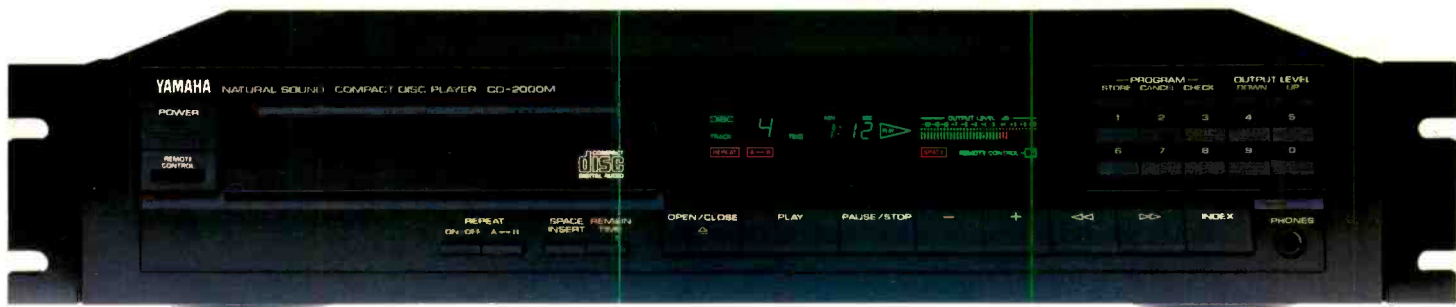 YAMAHA NATURAL SOUND COMPACT DISC PLAYER CD-2000M
POWER
REMOTE
CONTROL
COMPACT
disc
DIGITAL AUDIO
DISC
TRACK 4 TIME MIN 1:12 SEC PLAY
OUTPUT LEVEL dB
REPEAT A↔B SPACE REMOTE CONTROL
PROGRAM OUTPUT LEVEL
STORE CANCEL CHECK DOWN UP
1 2 3 4 5
6 7 8 9 0
REPEAT
ON/OFF A↔B
SPACE INSERT
REMAIN TIME
OPEN/CLOSE PLAY PAUSE/STOP − + INDEX
PHONES